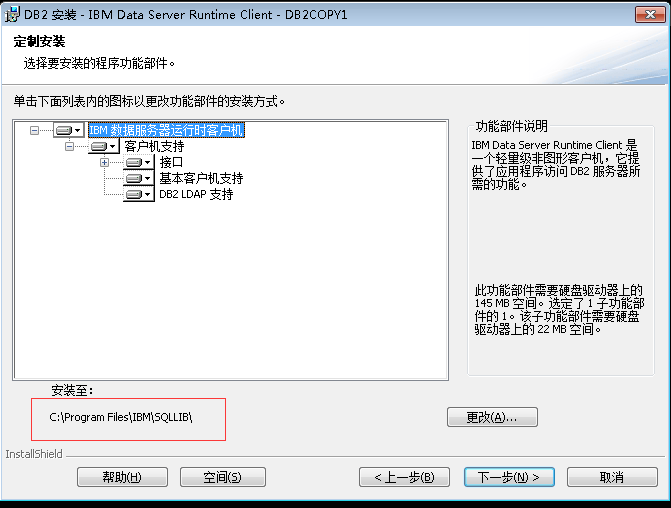 DB2 安装 - IBM Data Server Runtime Client - DB2COPY1
定制安装
选择要安装的程序功能部件。
单击下面列表内的图标以更改功能部件的安装方式。
IBM 数据服务器运行时客户机
客户机支持
接口
基本客户机支持
DB2 LDAP 支持
功能部件说明
IBM Data Server Runtime Client 是
一个轻量级非图形客户机，它提
供了应用程序访问 DB2 服务器所
需的功能。
此功能部件需要硬盘驱动器上的
145 MB 空间。选定了 1 子功能部
件的 1。该子功能部件需要硬盘
驱动器上的 22 MB 空间。
安装至：
C:\Program Files\IBM\SQLLIB\
更改(A)...
InstallShield
帮助(H)
空间(S)
< 上一步(B)
下一步(N) >
取消